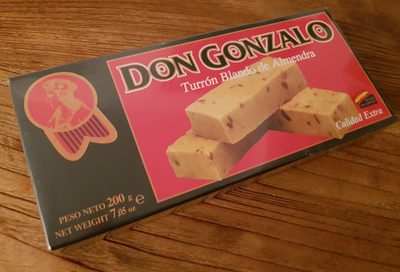 DON GONZALO
Turrón Blando de Almendra
Calidad Extra
PESO NETO 200 g e
NET WEIGHT 7,05 oz